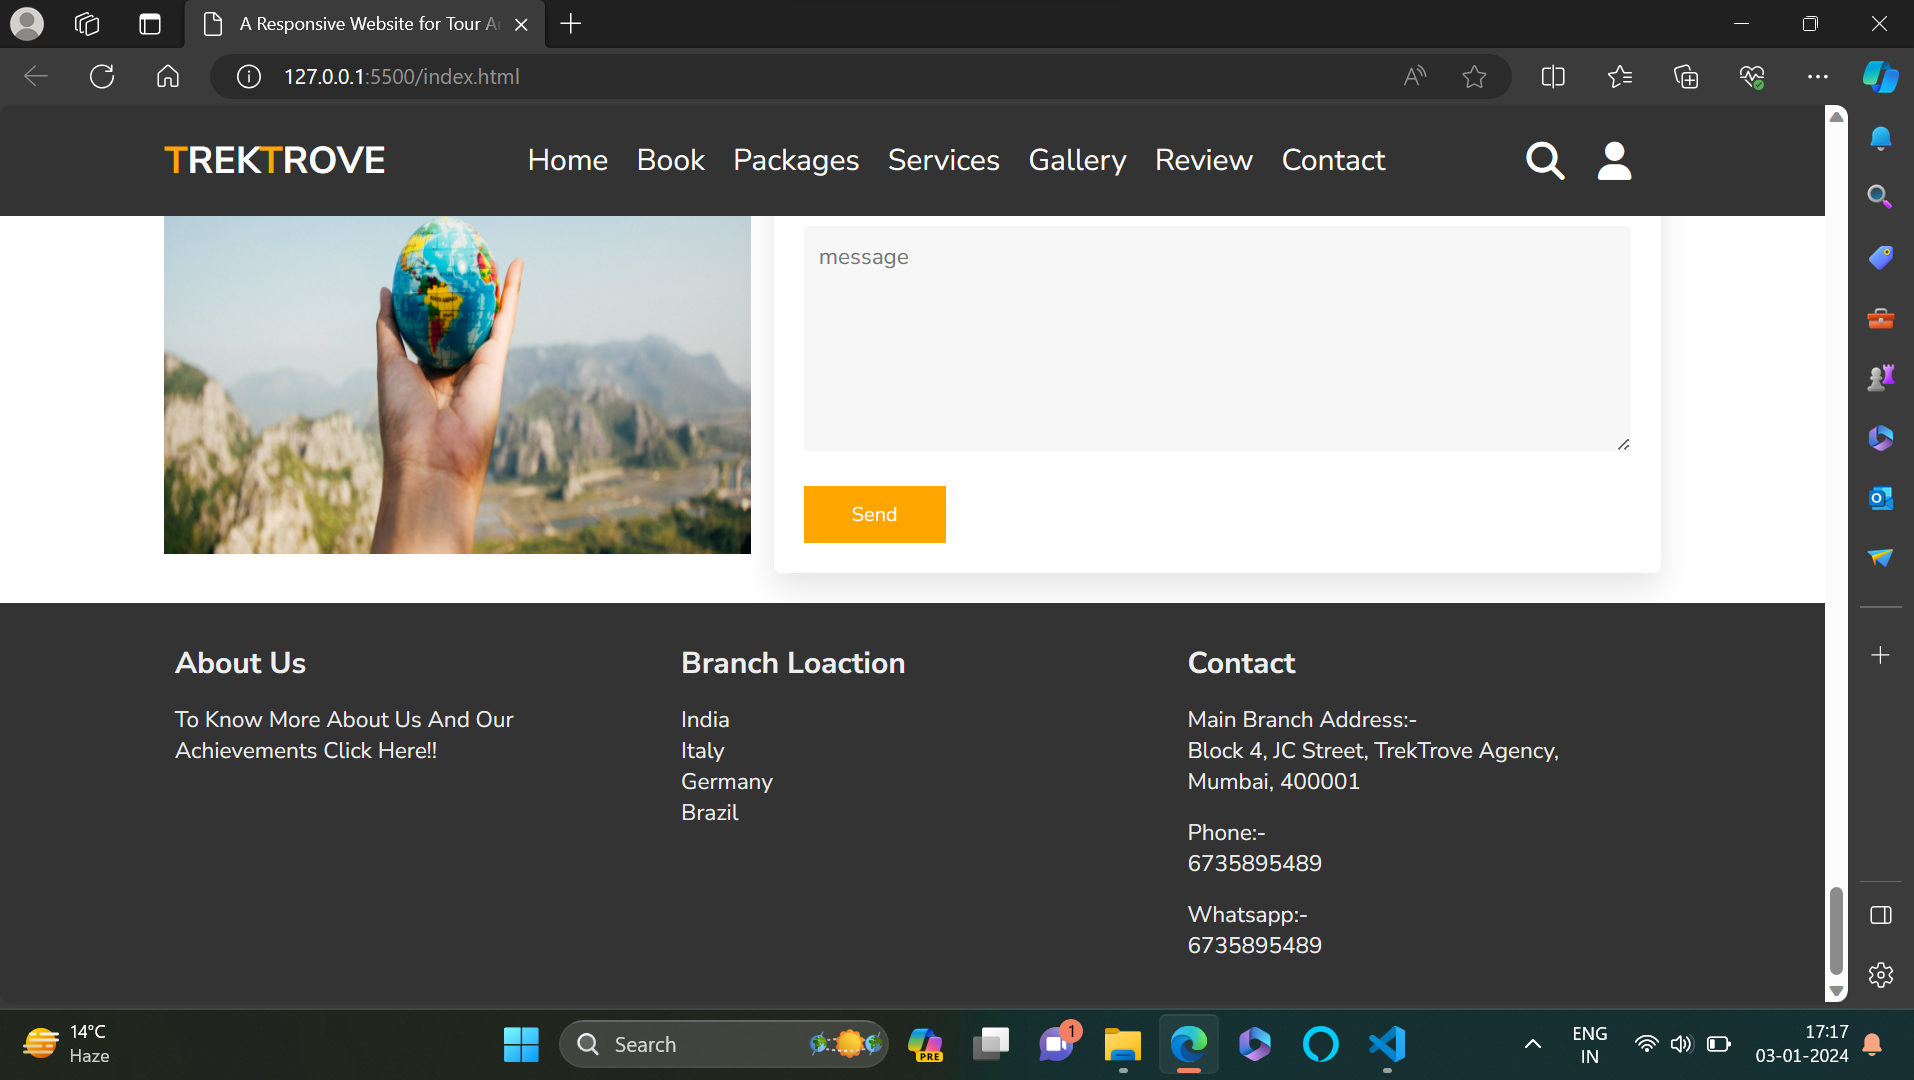 A Responsive Website for Tour A
127.0.0.1:5500/index.html
TREKTROVE
Home Book Packages Services Gallery Review Contact
SOUTH AMERICA
message
Send
About Us
To Know More About Us And Our
Achievements Click Here!!
Branch Loaction
India
Italy
Germany
Brazil
Contact
Main Branch Address:-
Block 4, JC Street, TrekTrove Agency,
Mumbai, 400001
Phone:-
6735895489
Whatsapp:-
6735895489
14°C
Haze
Search
PRE
1
ENG
IN
17:17
03-01-2024